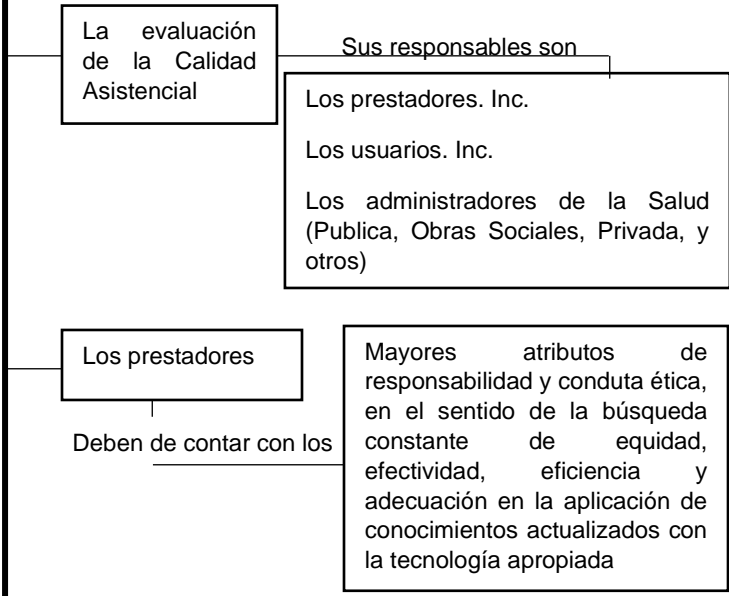 La evaluación
de la Calidad
Asistencial
Sus responsables son
Los prestadores. Inc.
Los usuarios. Inc.
Los administradores de la Salud
(Publica, Obras Sociales, Privada, y
otros)
Los prestadores
Deben de contar con los
Mayores atributos de
responsabilidad y conduta ética,
en el sentido de la búsqueda
constante de equidad,
efectividad, eficiencia y
adecuación en la aplicación de
conocimientos actualizados con
la tecnología apropiada